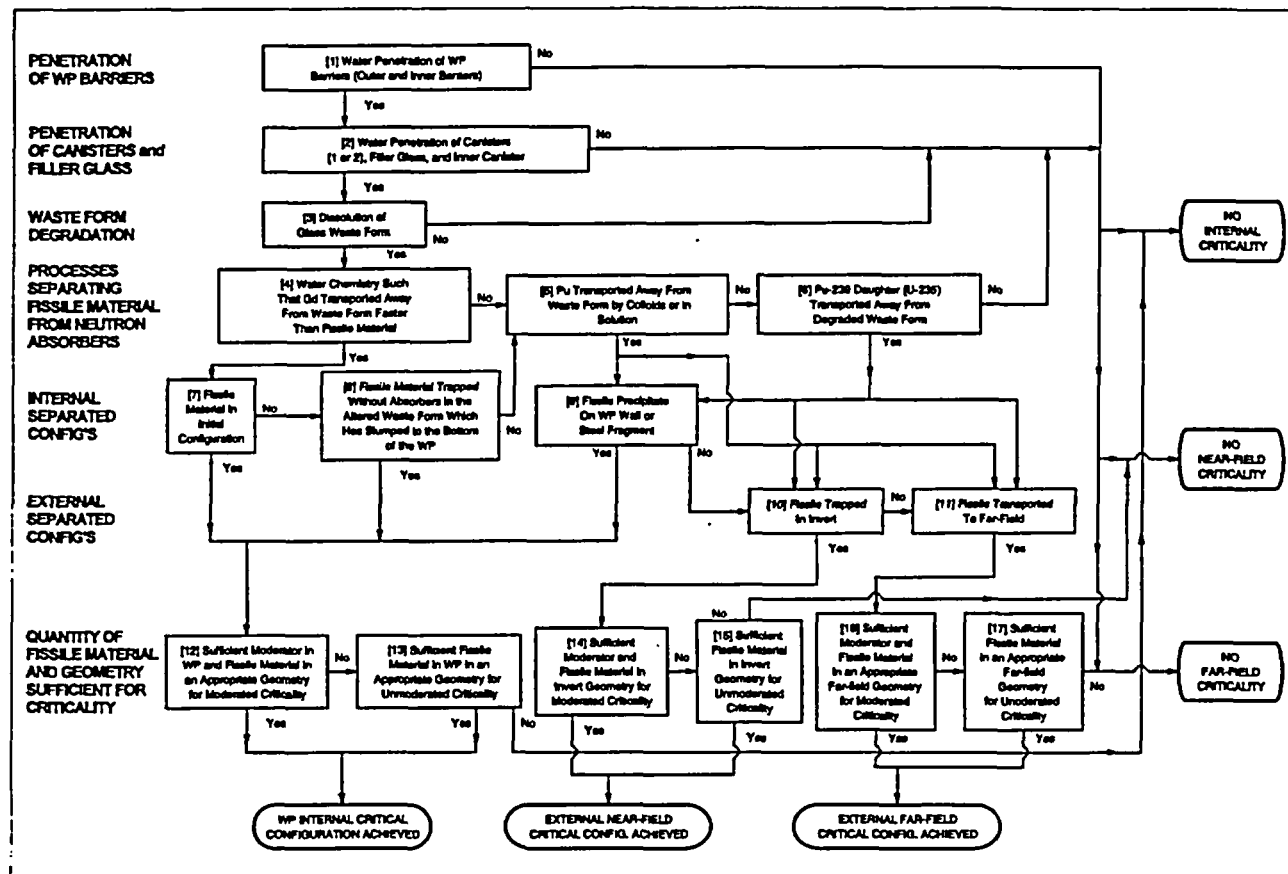 PENETRATION
OF WP BARRIERS
[1] Water Penetration of WP
Barriers (Outer and Inner Barriers)
No
Yes
PENETRATION
OF CANISTERS and
FILLER GLASS
[2] Water Penetration of Canisters
[1 or 2], Filler Glass, and Inner Canister
No
Yes
WASTE FORM
DEGRADATION
[3] Dissolution of
Glass Waste Form
No
Yes
NO
INTERNAL
CRITICALITY
PROCESSES
SEPARATING
FISSILE MATERIAL
FROM NEUTRON
ABSORBERS
[4] Water Chemistry Such
That Gd Transported Away
From Waste Form Faster
Than Fissile Material
No
Yes
[5] Pu Transported Away From
Waste Form by Colloids or in
Solution
No
Yes
[6] Pu-239 Daughter (U-235)
Transported Away From
Degraded Waste Form
No
Yes
INTERNAL
SEPARATED
CONFIG'S
[7] Fissile
Material in
Initial
Configuration
No
Yes
[8] Fissile Material Trapped
Without Absorbers in the
Altered Waste Form Which
Has Slumped to the Bottom
of the WP
No
Yes
[9] Fissile Precipitate
On WP Wall or
Steel Fragment
Yes
No
NO
NEAR-FIELD
CRITICALITY
EXTERNAL
SEPARATED
CONFIG'S
[10] Fissile Trapped
In Invert
No
Yes
[11] Fissile Transported
To Far-Field
Yes
QUANTITY OF
FISSILE MATERIAL
AND GEOMETRY
SUFFICIENT FOR
CRITICALITY
[12] Sufficient Moderator in
WP and Fissile Material in
an Appropriate Geometry
for Moderated Criticality
No
Yes
[13] Sufficient Fissile
Material in WP in an
Appropriate Geometry for
Unmoderated Criticality
Yes
No
[14] Sufficient
Moderator and
Fissile Material in
Invert Geometry for
Moderated Criticality
No
Yes
No
[15] Sufficient
Fissile Material
in Invert
Geometry for
Unmoderated
Criticality
Yes
[16] Sufficient
Moderator and
Fissile Material
in an Appropriate
Far-field Geometry
for Moderated
Criticality
No
Yes
[17] Sufficient
Fissile Material
in an Appropriate
Far-field
Geometry
for Unoderated
Criticality
No
Yes
NO
FAR-FIELD
CRITICALITY
WP INTERNAL CRITICAL
CONFIGURATION ACHIEVED
EXTERNAL NEAR-FIELD
CRITICAL CONFIG. ACHIEVED
EXTERNAL FAR-FIELD
CRITICAL CONFIG. ACHIEVED